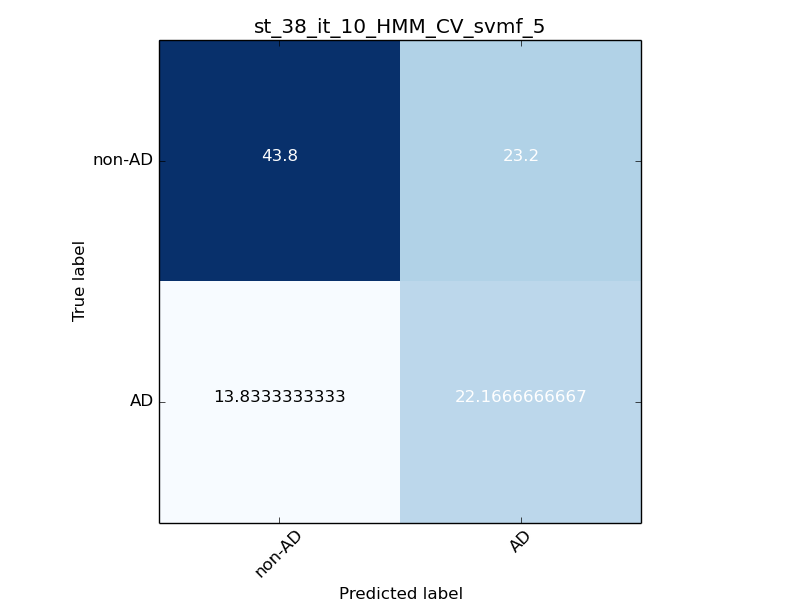 st_38_it_10_HMM_CV_svmf_5
non-AD
43.8
23.2
True label
AD
13.8333333333
22.1666666667
non-AD
AD
Predicted label